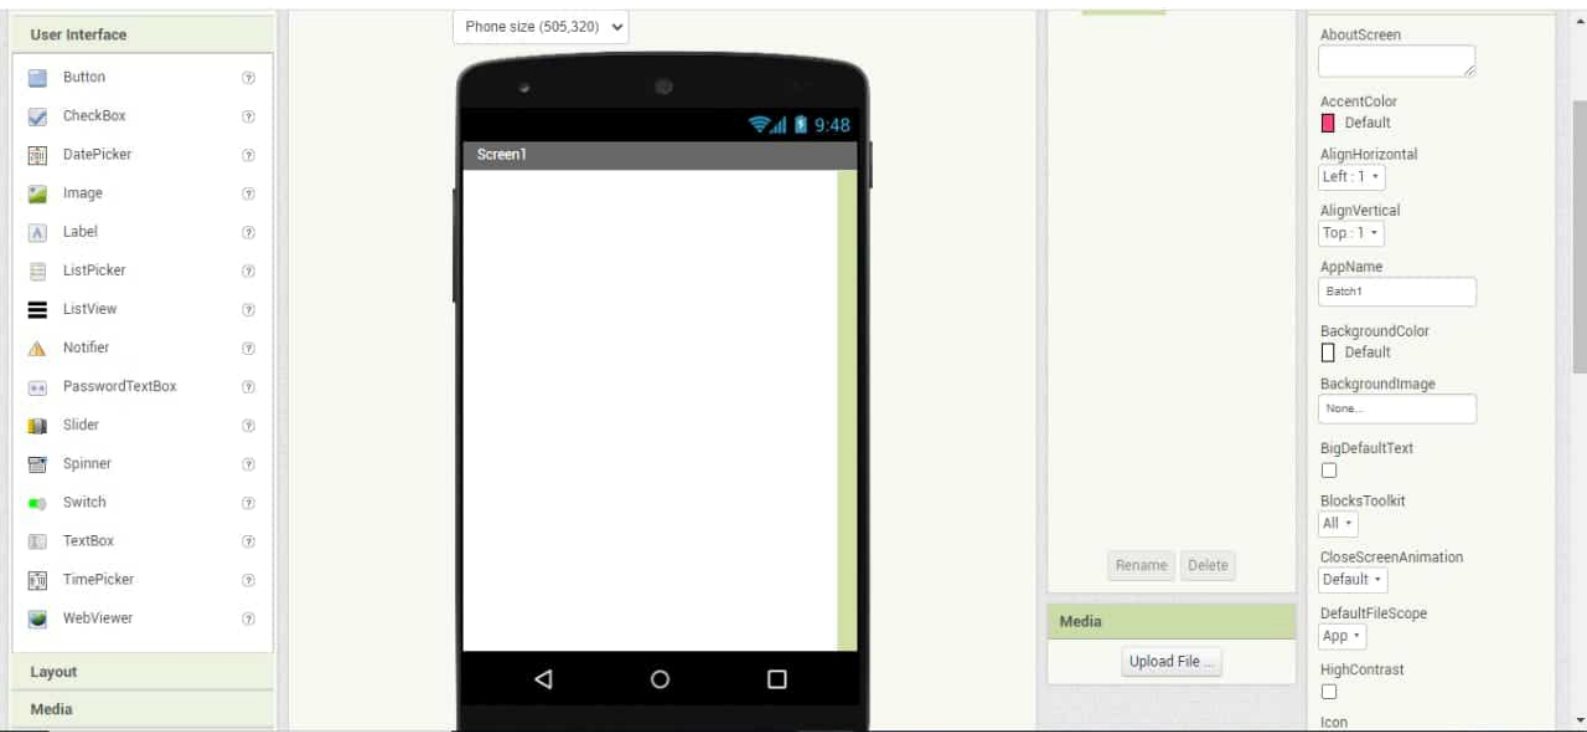 User Interface
Button
CheckBox
DatePicker
Image
Label
ListPicker
ListView
Notifier
PasswordTextBox
Slider
Spinner
Switch
TextBox
TimePicker
WebViewer
Layout
Media
Phone size (505,320)
9:48
Screen1
Rename Delete
Media
Upload File ...
AboutScreen
AccentColor
Default
AlignHorizontal
Left : 1
AlignVertical
Top : 1
AppName
Batch1
BackgroundColor
Default
BackgroundImage
None...
BigDefaultText
BlocksToolkit
All
CloseScreenAnimation
Default
DefaultFileScope
App
HighContrast
Icon